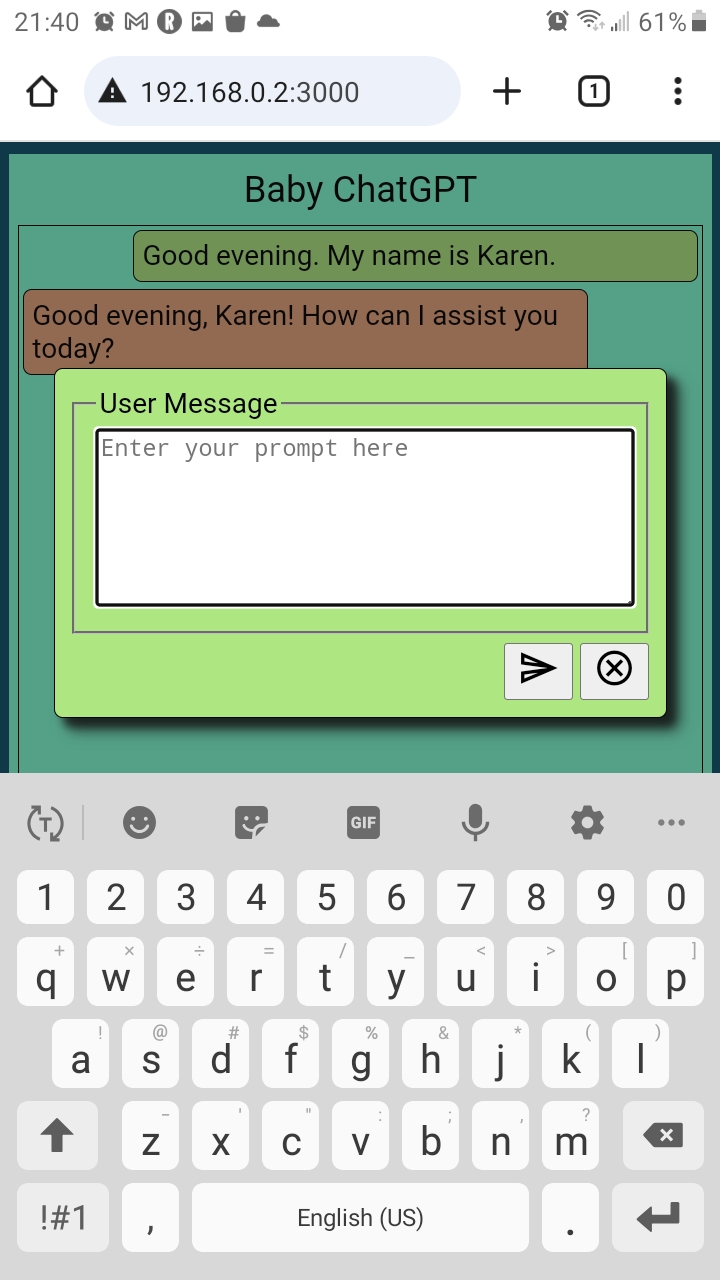 21:40
61%
192.168.0.2:3000
1
Baby ChatGPT
Good evening. My name is Karen.
Good evening, Karen! How can I assist you
today?
User Message
Enter your prompt here
T
GIF
1 2 3 4 5 6 7 8 9 0
+ × ÷ = / _ < > [ ]
q w e r t y u i o p
! @ # $ % & * ( )
a s d f g h j k l
- ' " : ; , ?
z x c v b n m
!#1 , English (US) .